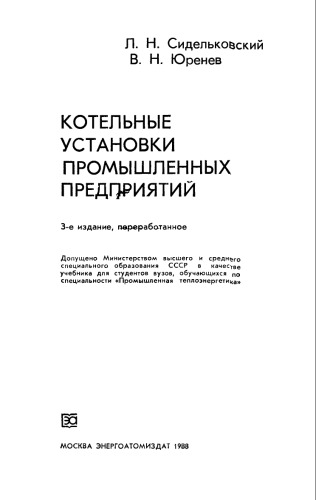 Л. Н. Сидельковский
В. Н. Юренев
КОТЕЛЬНЫЕ
УСТАНОВКИ
ПРОМЫШЛЕННЫХ
ПРЕДПРИЯТИЙ
3-е издание, переработанное
Допущено Министерством высшего и среднего
специального образования СССР в качестве
учебника для студентов вузов, обучающихся по
специальности «Промышленная теплоэнергетика»
МОСКВА ЭНЕРГОАТОМИЗДАТ 1988